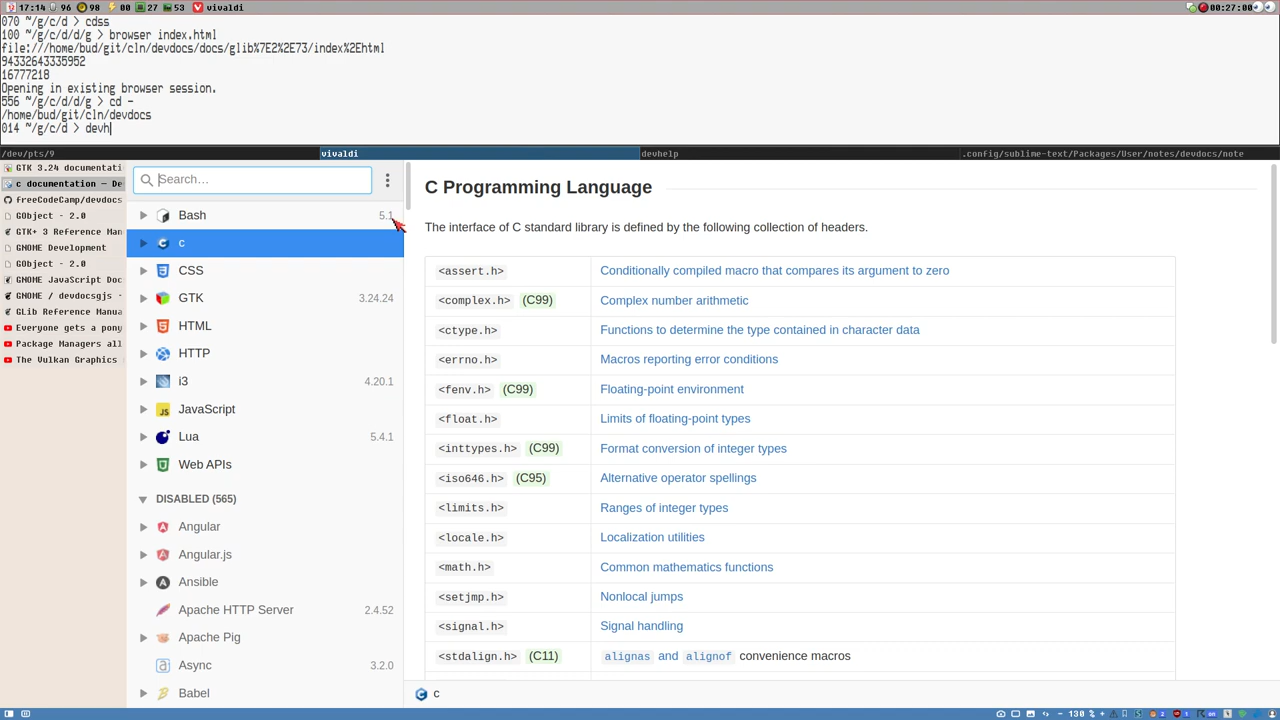 17:14 96 98 00 27 53 vivaldi 00:27:00
070 ~/g/c/d/d/g > cdss
100 ~/g/c/d/d/g > browser index.html
file:///home/bud/git/cln/devdocs/docs/glib%7E2%2E73/index%2Ehtml
94332643335952
16777218
Opening in existing browser session.
556 ~/g/c/d/d/g > cd -
/home/bud/git/cln/devdocs
014 ~/g/c/d > devh
/dev/pts/9 vivaldi devhelp .config/sublime-text/Packages/User/notes/devdocs/note
GTK 3.24 documentati
c documentation — De
freeCodeCamp/devdocs
GObject - 2.0
GTK+ 3 Reference Man
GNOME Development
GObject - 2.0
GNOME JavaScript Doc
GNOME / devdocsgjs -
GLib Reference Manua
Everyone gets a pony
Package Managers all
The Vulkan Graphics
Search…
Bash 5.1
c
CSS
GTK 3.24.24
HTML
HTTP
i3 4.20.1
JavaScript
Lua 5.4.1
Web APIs
DISABLED (565)
Angular
Angular.js
Ansible
Apache HTTP Server 2.4.52
Apache Pig
Async 3.2.0
Babel
C Programming Language
The interface of C standard library is defined by the following collection of headers.
<assert.h> Conditionally compiled macro that compares its argument to zero
<complex.h> (C99) Complex number arithmetic
<ctype.h> Functions to determine the type contained in character data
<errno.h> Macros reporting error conditions
<fenv.h> (C99) Floating-point environment
<float.h> Limits of floating-point types
<inttypes.h> (C99) Format conversion of integer types
<iso646.h> (C95) Alternative operator spellings
<limits.h> Ranges of integer types
<locale.h> Localization utilities
<math.h> Common mathematics functions
<setjmp.h> Nonlocal jumps
<signal.h> Signal handling
<stdalign.h> (C11) alignas and alignof convenience macros
c
130 %